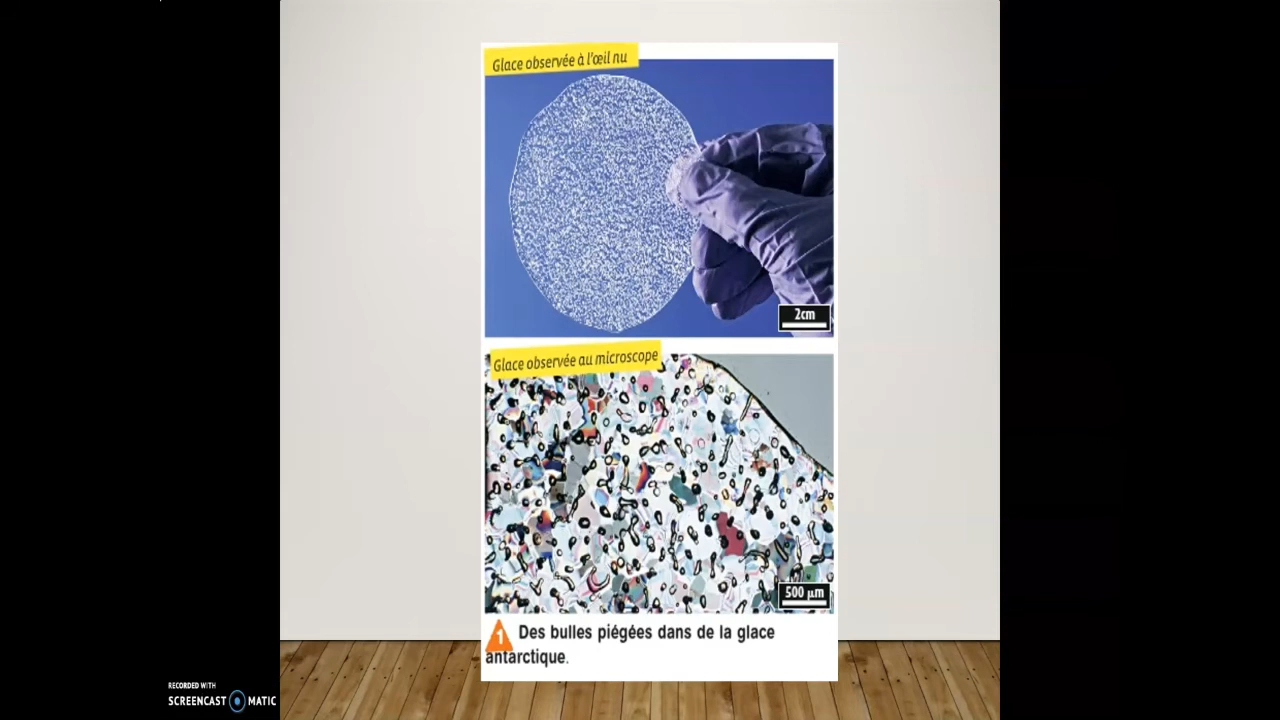 Glace observée à l'œil nu
2cm
Glace observée au microscope
500 μm
1 Des bulles piégées dans de la glace
antarctique.
RECORDED WITH
SCREENCAST MATIC